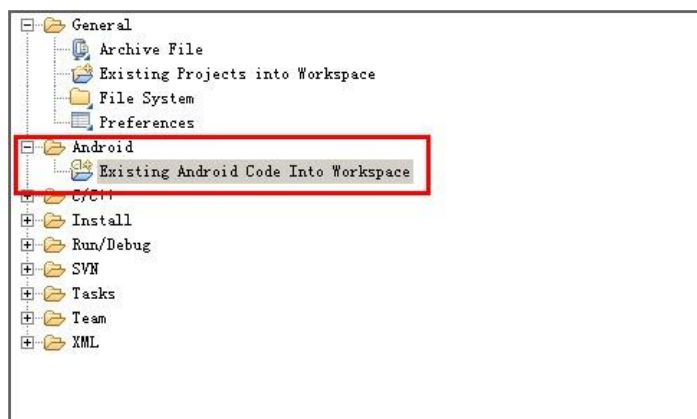 General
Archive File
Existing Projects into Workspace
File System
Preferences
Android
Existing Android Code Into Workspace
C/C++
Install
Run/Debug
SVN
Tasks
Team
XML